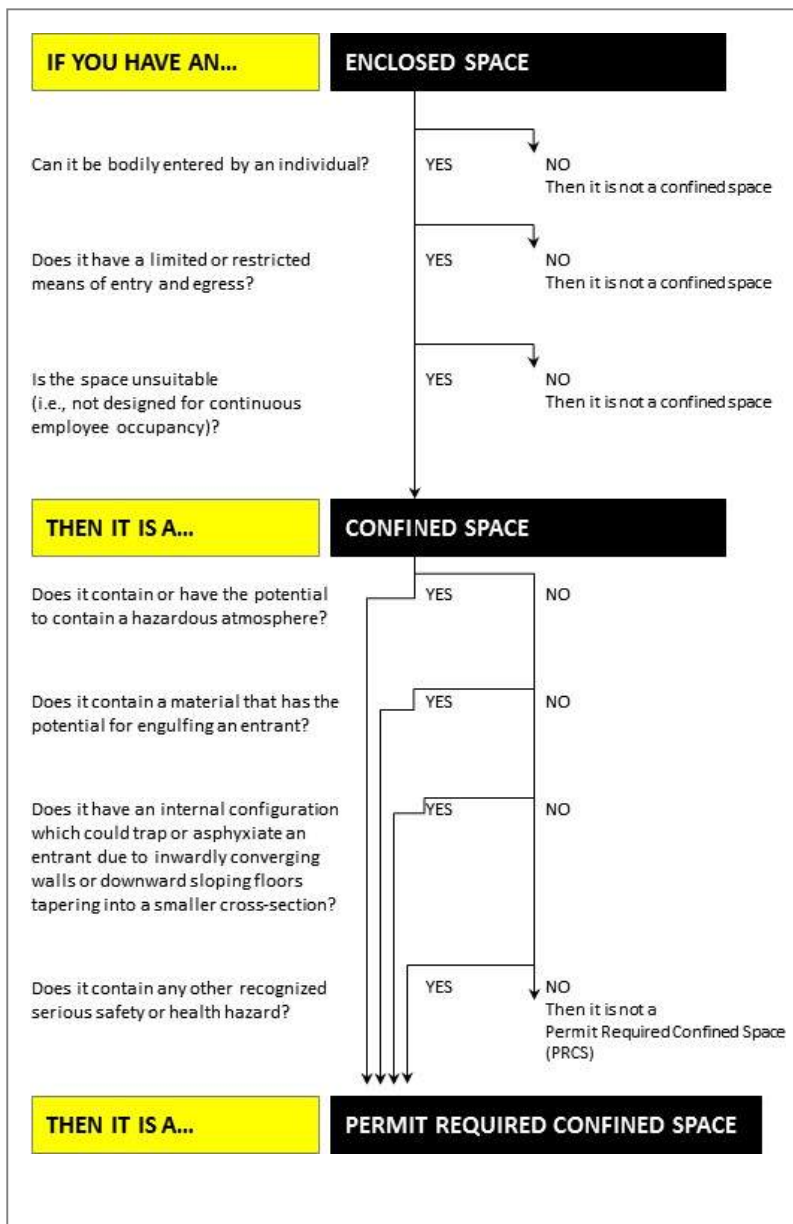 IF YOU HAVE AN...
ENCLOSED SPACE
Can it be bodily entered by an individual?
YES
NO
Then it is not a confined space
Does it have a limited or restricted
means of entry and egress?
YES
NO
Then it is not a confined space
Is the space unsuitable
(i.e., not designed for continuous
employee occupancy)?
YES
NO
Then it is not a confined space
THEN IT IS A...
CONFINED SPACE
Does it contain or have the potential
to contain a hazardous atmosphere?
YES
NO
Does it contain a material that has the
potential for engulfing an entrant?
YES
NO
Does it have an internal configuration
which could trap or asphyxiate an
entrant due to inwardly converging
walls or downward sloping floors
tapering into a smaller cross-section?
YES
NO
Does it contain any other recognized
serious safety or health hazard?
YES
NO
Then it is not a
Permit Required Confined Space
(PRCS)
THEN IT IS A...
PERMIT REQUIRED CONFINED SPACE